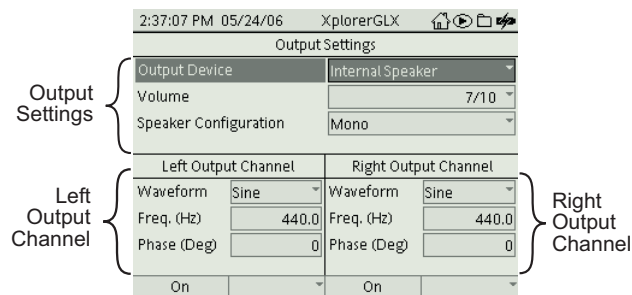 2:37:07 PM 05/24/06 XplorerGLX
Output Settings
Output Device Internal Speaker
Volume 7/10
Speaker Configuration Mono
Output
Settings
Left Output Channel Right Output Channel
Waveform Sine Waveform Sine
Freq. (Hz) 440.0 Freq. (Hz) 440.0
Phase (Deg) 0 Phase (Deg) 0
On On
Left
Output
Channel
Right
Output
Channel